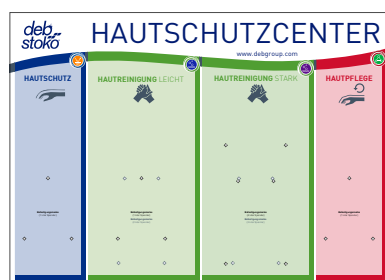 deb
stoko
HAUTSCHUTZCENTER
www.debgroup.com
HAUTSCHUTZ
HAUTREINIGUNG LEICHT
HAUTREINIGUNG STARK
HAUTPFLEGE